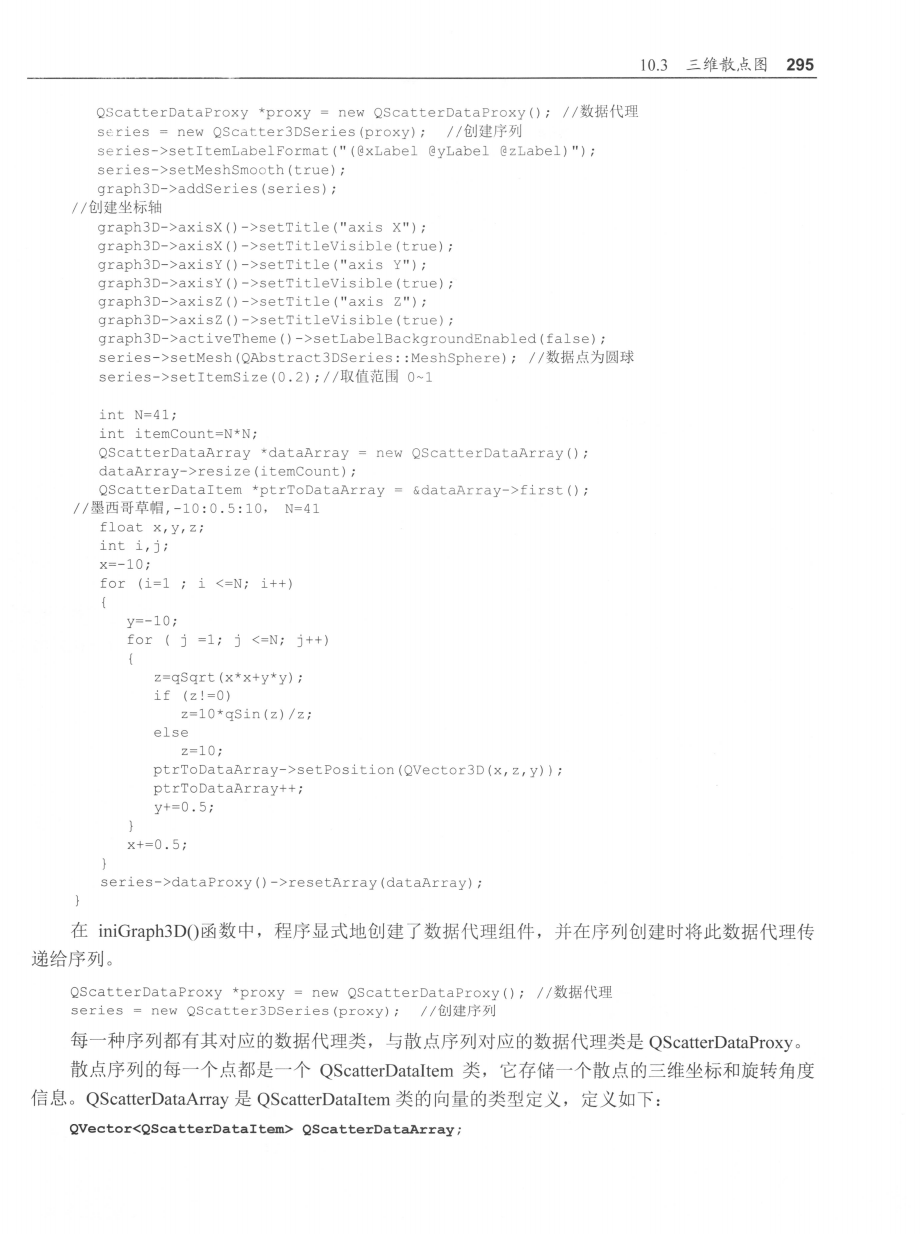 10.3 三维散点图 295
QScatterDataProxy *proxy = new QScatterDataProxy(); //数据代理
series = new QScatter3DSeries(proxy); //创建序列
series->setItemLabelFormat("(@xLabel @yLabel @zLabel)");
series->setMeshSmooth(true);
graph3D->addSeries(series);
//创建坐标轴
graph3D->axisX()->setTitle("axis X");
graph3D->axisX()->setTitleVisible(true);
graph3D->axisY()->setTitle("axis Y");
graph3D->axisY()->setTitleVisible(true);
graph3D->axisZ()->setTitle("axis Z");
graph3D->axisZ()->setTitleVisible(true);
graph3D->activeTheme()->setLabelBackgroundEnabled(false);
series->setMesh(QAbstract3DSeries::MeshSphere); //数据点为圆球
series->setItemSize(0.2);//取值范围 0~1
int N=41;
int itemCount=N*N;
QScatterDataArray *dataArray = new QScatterDataArray();
dataArray->resize(itemCount);
QScatterDataItem *ptrToDataArray = &dataArray->first();
//墨西哥草帽,-10:0.5:10, N=41
float x,y,z;
int i,j;
x=-10;
for (i=1 ; i <=N; i++)
{
y=-10;
for ( j =1; j <=N; j++)
{
z=qSqrt(x*x+y*y);
if (z!=0)
z=10*qSin(z)/z;
else
z=10;
ptrToDataArray->setPosition(QVector3D(x,z,y));
ptrToDataArray++;
y+=0.5;
}
x+=0.5;
}
series->dataProxy()->resetArray(dataArray);
}
在 iniGraph3D()函数中，程序显式地创建了数据代理组件，并在序列创建时将此数据代理传
递给序列。
QScatterDataProxy *proxy = new QScatterDataProxy(); //数据代理
series = new QScatter3DSeries(proxy); //创建序列
每一种序列都有其对应的数据代理类，与散点序列对应的数据代理类是 QScatterDataProxy。
散点序列的每一个点都是一个 QScatterDataItem 类，它存储一个散点的三维坐标和旋转角度
信息。QScatterDataArray 是 QScatterDataItem 类的向量的类型定义，定义如下：
QVector<QScatterDataItem> QScatterDataArray;